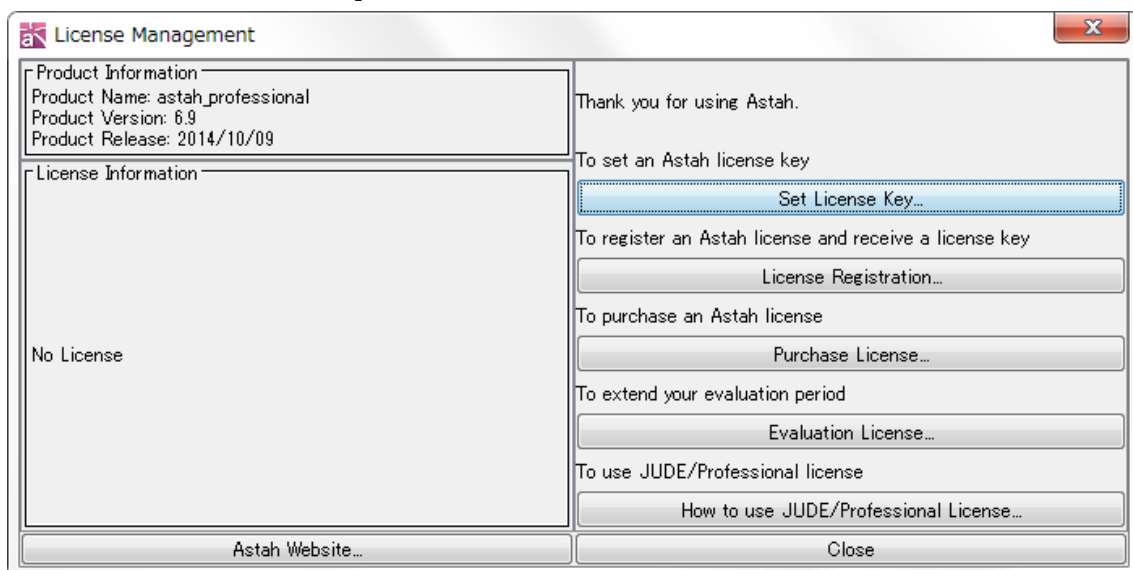 License Management
Product Information
Product Name: astah_professional
Product Version: 6.9
Product Release: 2014/10/09
License Information
No License
Thank you for using Astah.
To set an Astah license key
Set License Key...
To register an Astah license and receive a license key
License Registration...
To purchase an Astah license
Purchase License...
To extend your evaluation period
Evaluation License...
To use JUDE/Professional license
How to use JUDE/Professional License...
Astah Website...
Close